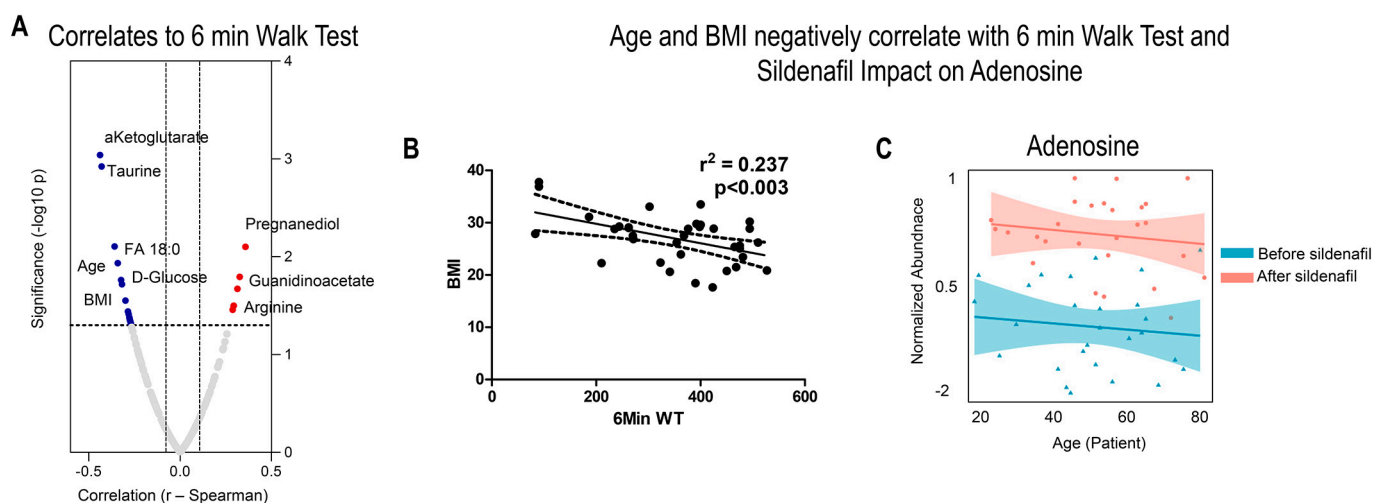 A
Correlates to 6 min Walk Test
Significance (-log10 p)
aKetoglutarate
Taurine
FA 18:0
Age
D-Glucose
BMI
Pregnanediol
Guanidinoacetate
Arginine
4
3
2
1
0
-0.5
0.0
0.5
Correlation (r – Spearman)
Age and BMI negatively correlate with 6 min Walk Test and
Sildenafil Impact on Adenosine
B
r2 = 0.237
p<0.003
BMI
40
30
20
10
0
0
200
400
600
6Min WT
C
Adenosine
Normalized Abundnace
1
0.5
-2
20
40
60
81
Age (Patient)
Before sildenafil
After sildenafil